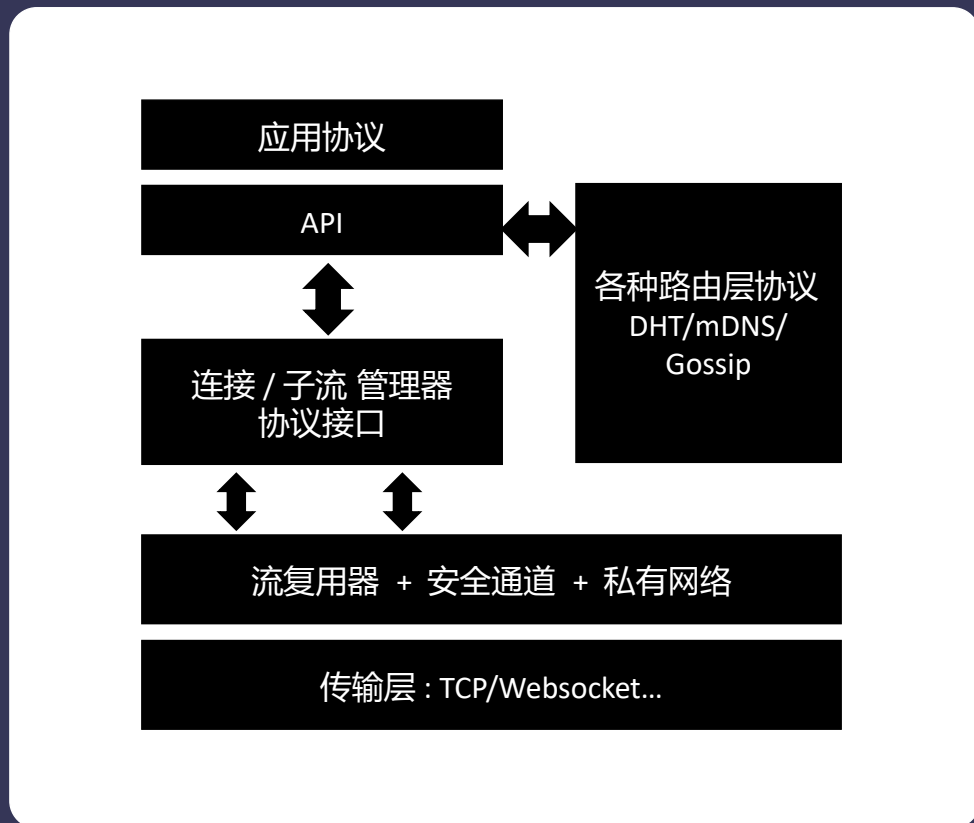 应用协议
API
各种路由层协议
DHT/mDNS/
Gossip
连接 / 子流 管理器
协议接口
流复用器 + 安全通道 + 私有网络
传输层 : TCP/Websocket…